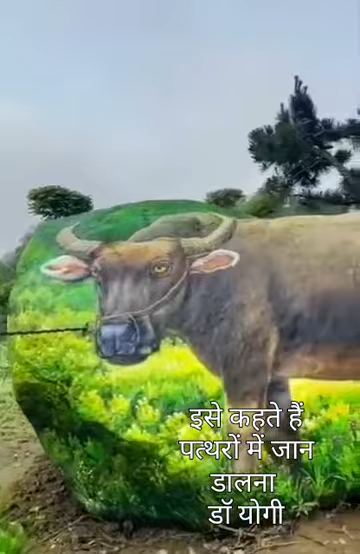 इसे कहते हैं
पत्थरों में जान
डालना
डॉ योगी